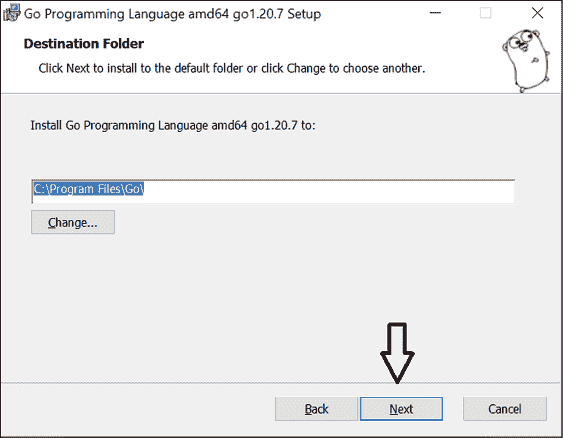 Go Programming Language amd64 go1.20.7 Setup
Destination Folder
Click Next to install to the default folder or click Change to choose another.
Install Go Programming Language amd64 go1.20.7 to:
C:\Program Files\Go\
Change...
Back Next Cancel